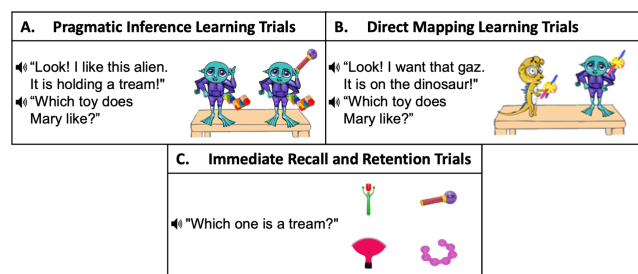 A. Pragmatic Inference Learning Trials
"Look! I like this alien.
It is holding a tream!"
"Which toy does
Mary like?"
B. Direct Mapping Learning Trials
"Look! I want that gaz.
It is on the dinosaur!"
"Which toy does
Mary like?"
C. Immediate Recall and Retention Trials
"Which one is a tream?"